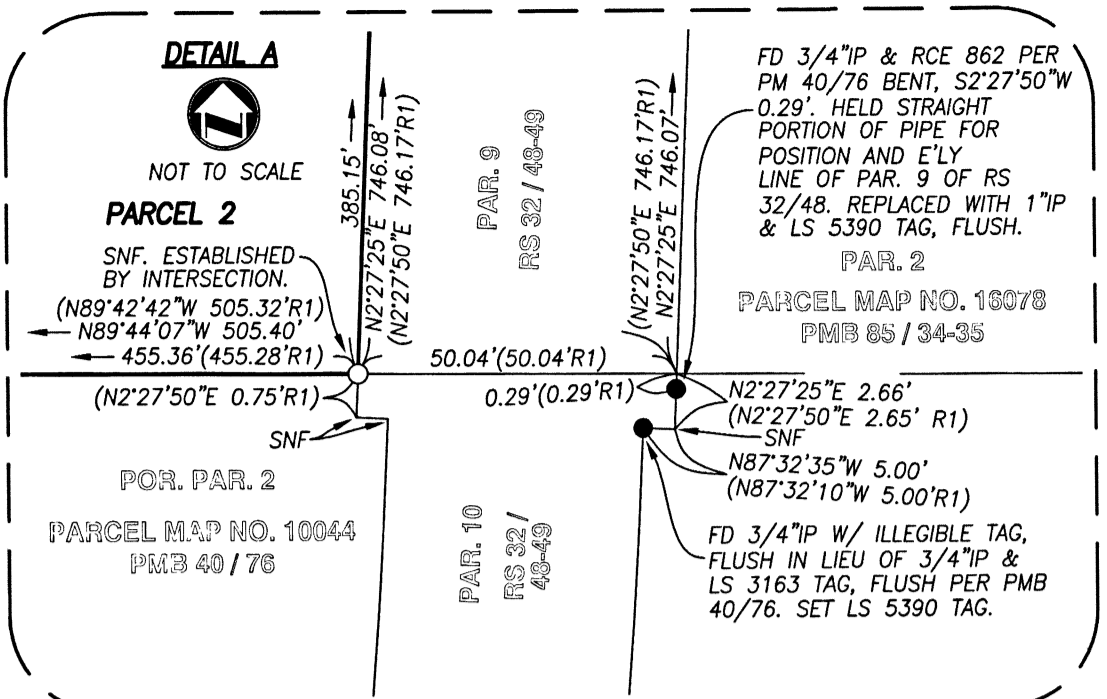 DETAIL A
NOT TO SCALE
PARCEL 2
SNF. ESTABLISHED
BY INTERSECTION.
(N89°42'42"W 505.32'R1)
N89°44'07"W 505.40'
455.36'(455.28'R1)
(N2°27'50"E 0.75'R1)
SNF
POR. PAR. 2
PARCEL MAP NO. 10044
PMB 40 / 76
385.15'
N2°27'25"E 746.08'
(N2°27'50"E 746.17'R1)
PAR. 9
RS 32 / 48-49
(N2°27'50"E 746.17'R1)
N2°27'25"E 746.07'
50.04'(50.04'R1)
0.29'(0.29'R1)
PAR. 10
RS 32 /
48-49
FD 3/4"IP & RCE 862 PER
PM 40/76 BENT, S2°27'50"W
0.29'. HELD STRAIGHT
PORTION OF PIPE FOR
POSITION AND E'LY
LINE OF PAR. 9 OF RS
32/48. REPLACED WITH 1"IP
& LS 5390 TAG, FLUSH.
PAR. 2
PARCEL MAP NO. 16078
PMB 85 / 34-35
N2°27'25"E 2.66'
(N2°27'50"E 2.65' R1)
SNF
N87°32'35"W 5.00'
(N87°32'10"W 5.00'R1)
FD 3/4"IP W/ ILLEGIBLE TAG,
FLUSH IN LIEU OF 3/4"IP &
LS 3163 TAG, FLUSH PER PMB
40/76. SET LS 5390 TAG.